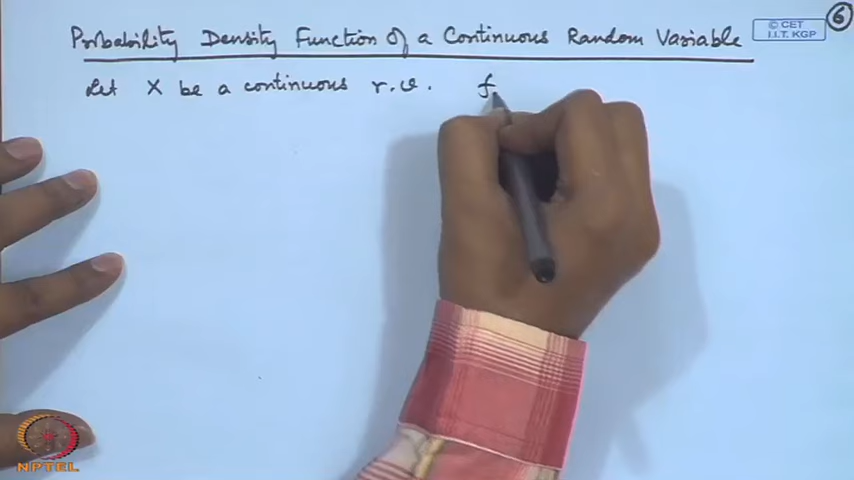 Probability Density Function of a Continuous Random Variable
© CET
I.I.T. KGP
6
Let X be a continuous r.v. f
NPTEL